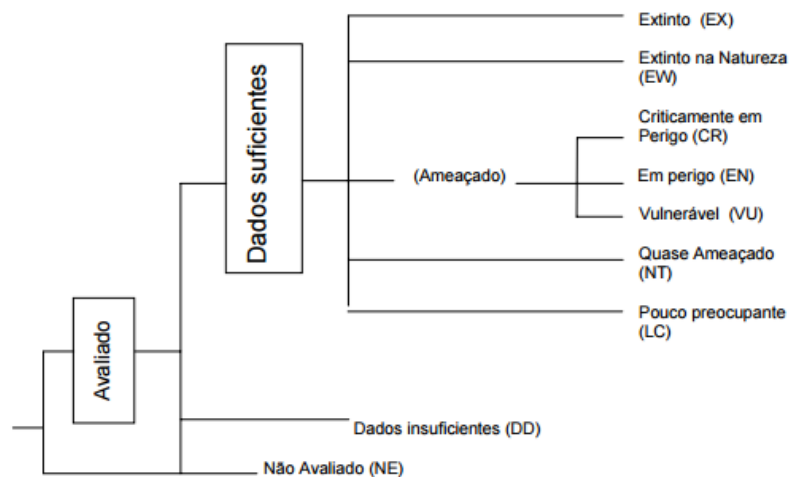 Extinto (EX)
Extinto na Natureza
(EW)
Criticamente em
Perigo (CR)
(Ameaçado)
Em perigo (EN)
Vulnerável (VU)
Quase Ameaçado
(NT)
Pouco preocupante
(LC)
Dados suficientes
Avaliado
Dados insuficientes (DD)
Não Avaliado (NE)